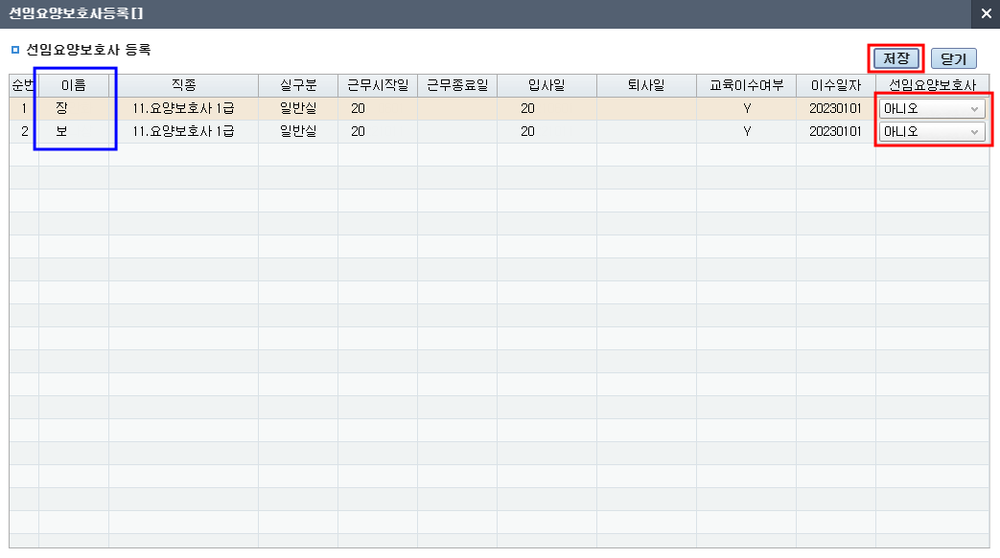 선임요양보호사등록 []
선임요양보호사 등록
저장 닫기
순번 이름 직종 실구분 근무시작일 근무종료일 입사일 퇴사일 교육이수여부 이수일자 선임요양보호사
1 장 11.요양보호사 1급 일반실 20 20 Y 20230101 아니오
2 보 11.요양보호사 1급 일반실 20 20 Y 20230101 아니오